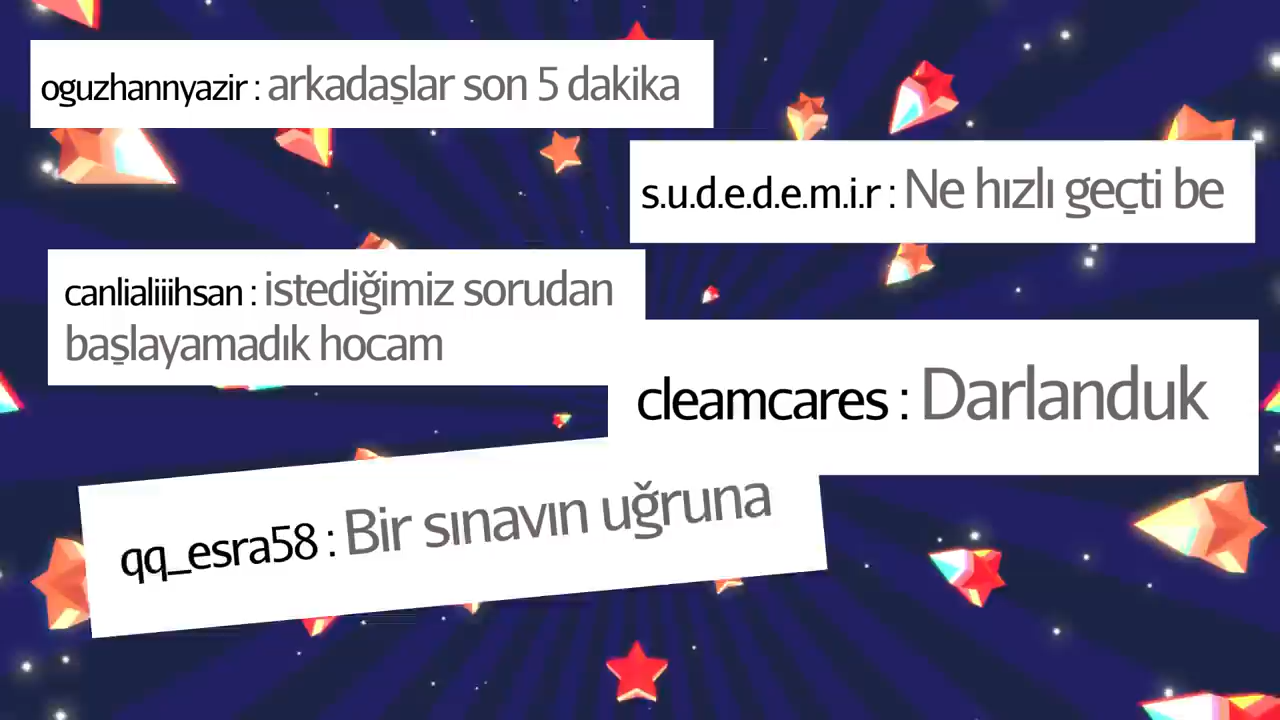 oguzhannyazir : arkadaşlar son 5 dakika
s.u.d.e.d.e.m.i.r : Ne hızlı geçti be
canlialiiihsan : istediğimiz sorudan
başlayamadık hocam
cleamcares : Darlanduk
qq_esra58 : Bir sınavın uğruna